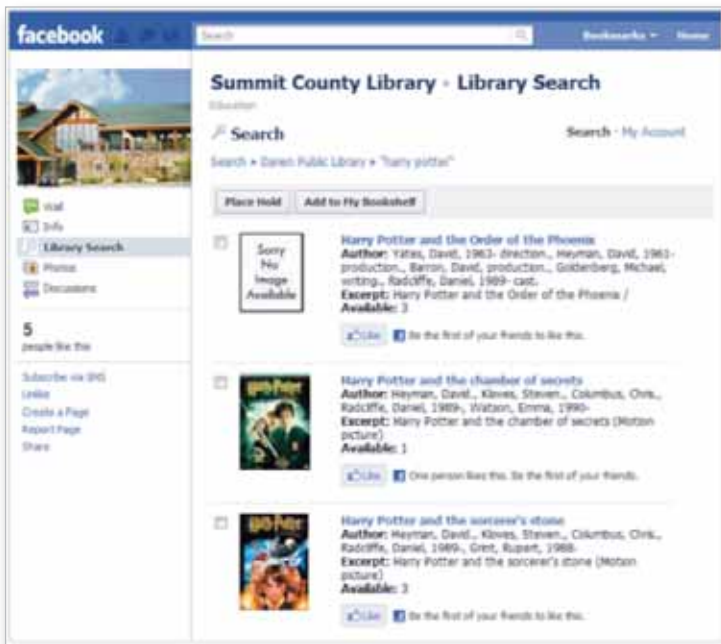 facebook
Search
Bookmarks
Home
Summit County Library • Library Search
Education
Search
Search · My Account
Search » Daren Public Library » "harry potter"
Wall
Info
Library Search
Photos
Discussions
5
people like this
Subscribe via SMS
Unlike
Create a Page
Report Page
Share
Place Hold
Add to My Bookshelf
Sorry
No
Image
Available
Harry Potter and the Order of the Phoenix
Author: Yates, David, 1963- direction., Heyman, David, 1961-
production., Barron, David, production., Goldenberg, Michael,
writing., Radcliffe, Daniel, 1989- cast.
Excerpt: Harry Potter and the Order of the Phoenix /
Available: 3
Like
Be the first of your friends to like this.
Harry Potter
Harry Potter and the chamber of secrets
Author: Heyman, David., Kloves, Steven., Columbus, Chris.,
Radcliffe, Daniel, 1989-, Watson, Emma, 1990-
Excerpt: Harry Potter and the chamber of secrets (Motion
picture)
Available: 1
Like
One person likes this. Be the first of your friends.
Harry Potter
Harry Potter and the sorcerer's stone
Author: Heyman, David., Kloves, Steven., Columbus, Chris.,
Radcliffe, Daniel, 1989-, Grint, Rupert, 1988-
Excerpt: Harry Potter and the sorcerer's stone (Motion
picture)
Available: 3
Like
Be the first of your friends to like this.